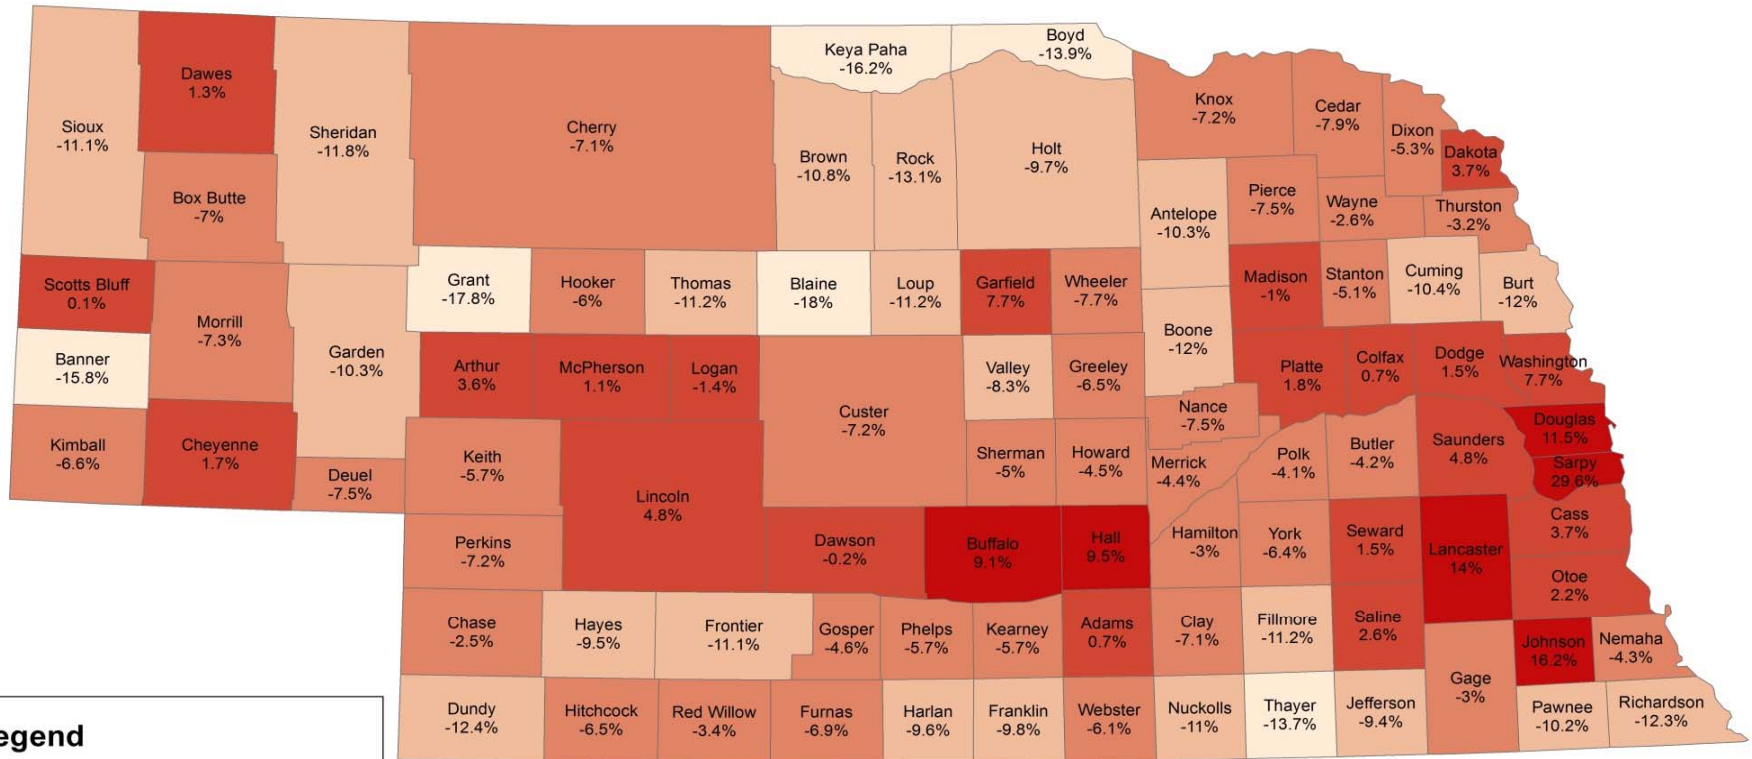 Keya Paha
-16.2%
Boyd
-13.9%
Dawes
1.3%
Sioux
-11.1%
Sheridan
-11.8%
Cherry
-7.1%
Brown
-10.8%
Rock
-13.1%
Holt
-9.7%
Knox
-7.2%
Cedar
-7.9%
Dixon
-5.3%
Dakota
3.7%
Box Butte
-7%
Antelope
-10.3%
Pierce
-7.5%
Wayne
-2.6%
Thurston
-3.2%
Scotts Bluff
0.1%
Morrill
-7.3%
Grant
-17.8%
Hooker
-6%
Thomas
-11.2%
Blaine
-18%
Loup
-11.2%
Garfield
7.7%
Wheeler
-7.7%
Madison
-1%
Stanton
-5.1%
Cuming
-10.4%
Burt
-12%
Banner
-15.8%
Garden
-10.3%
Arthur
3.6%
McPherson
1.1%
Logan
-1.4%
Custer
-7.2%
Valley
-8.3%
Greeley
-6.5%
Boone
-12%
Platte
1.8%
Colfax
0.7%
Dodge
1.5%
Washington
7.7%
Kimball
-6.6%
Cheyenne
1.7%
Deuel
-7.5%
Keith
-5.7%
Lincoln
4.8%
Sherman
-5%
Howard
-4.5%
Nance
-7.5%
Merrick
-4.4%
Polk
-4.1%
Butler
-4.2%
Saunders
4.8%
Douglas
11.5%
Sarpy
29.6%
Perkins
-7.2%
Dawson
-0.2%
Buffalo
9.1%
Hall
9.5%
Hamilton
-3%
York
-6.4%
Seward
1.5%
Lancaster
14%
Cass
3.7%
Otoe
2.2%
Chase
-2.5%
Hayes
-9.5%
Frontier
-11.1%
Gosper
-4.6%
Phelps
-5.7%
Kearney
-5.7%
Adams
0.7%
Clay
-7.1%
Fillmore
-11.2%
Saline
2.6%
Johnson
16.2%
Nemaha
-4.3%
Gage
-3%
Dundy
-12.4%
Hitchcock
-6.5%
Red Willow
-3.4%
Furnas
-6.9%
Harlan
-9.6%
Franklin
-9.8%
Webster
-6.1%
Nuckolls
-11%
Thayer
-13.7%
Jefferson
-9.4%
Pawnee
-10.2%
Richardson
-12.3%
egend